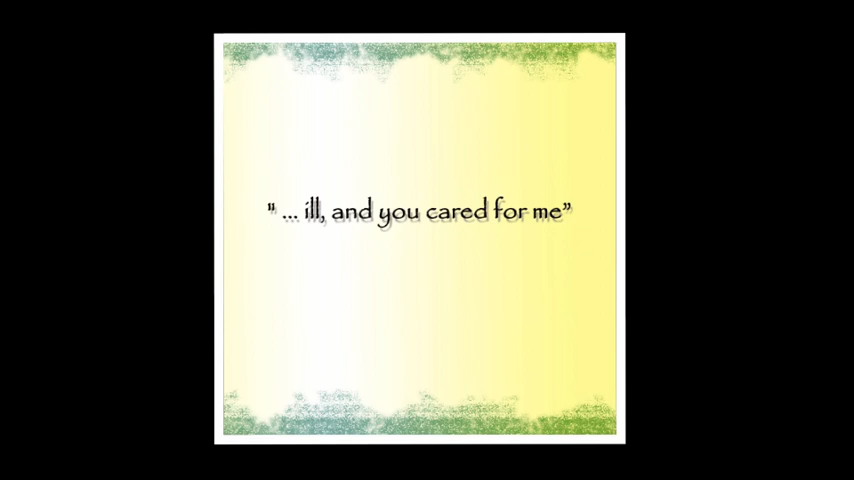 “ ... ill, and you cared for me”